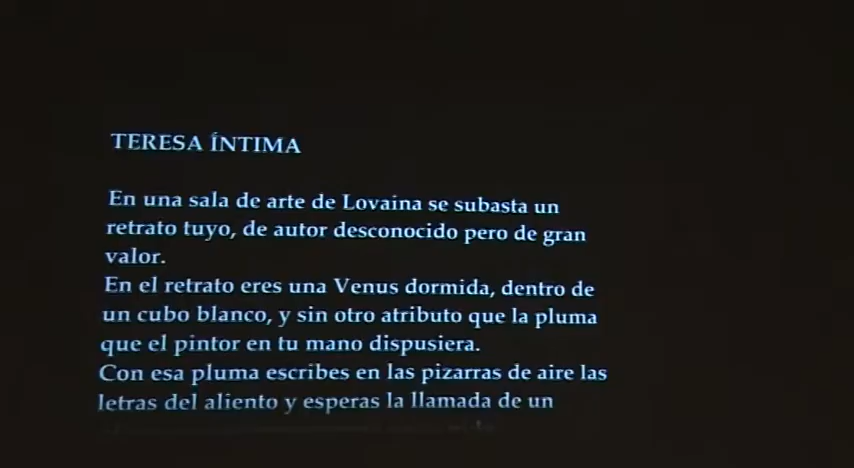 TERESA ÍNTIMA
En una sala de arte de Lovaina se subasta un
retrato tuyo, de autor desconocido pero de gran
valor.
En el retrato eres una Venus dormida, dentro de
un cubo blanco, y sin otro atributo que la pluma
que el pintor en tu mano dispusiera.
Con esa pluma escribes en las pizarras de aire las
letras del aliento y esperas la llamada de un